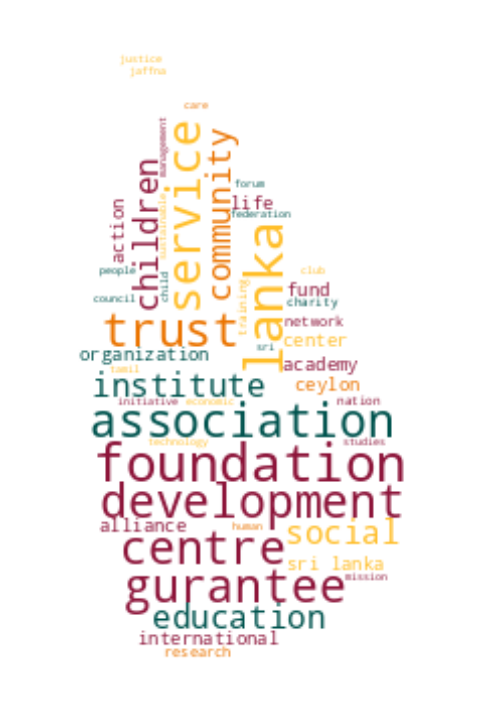 justice
jaffna
care
management
service
community
children
sustainable
forum
life
federation
action
lanka
people
child
club
training
fund
council
charity
trust
network
center
sri
organization
academy
tamil
institute
ceylon
initiative
economic
nation
association
technology
studies
foundation
development
alliance
human
social
centre
sri lanka
mission
gurantee
education
international
research